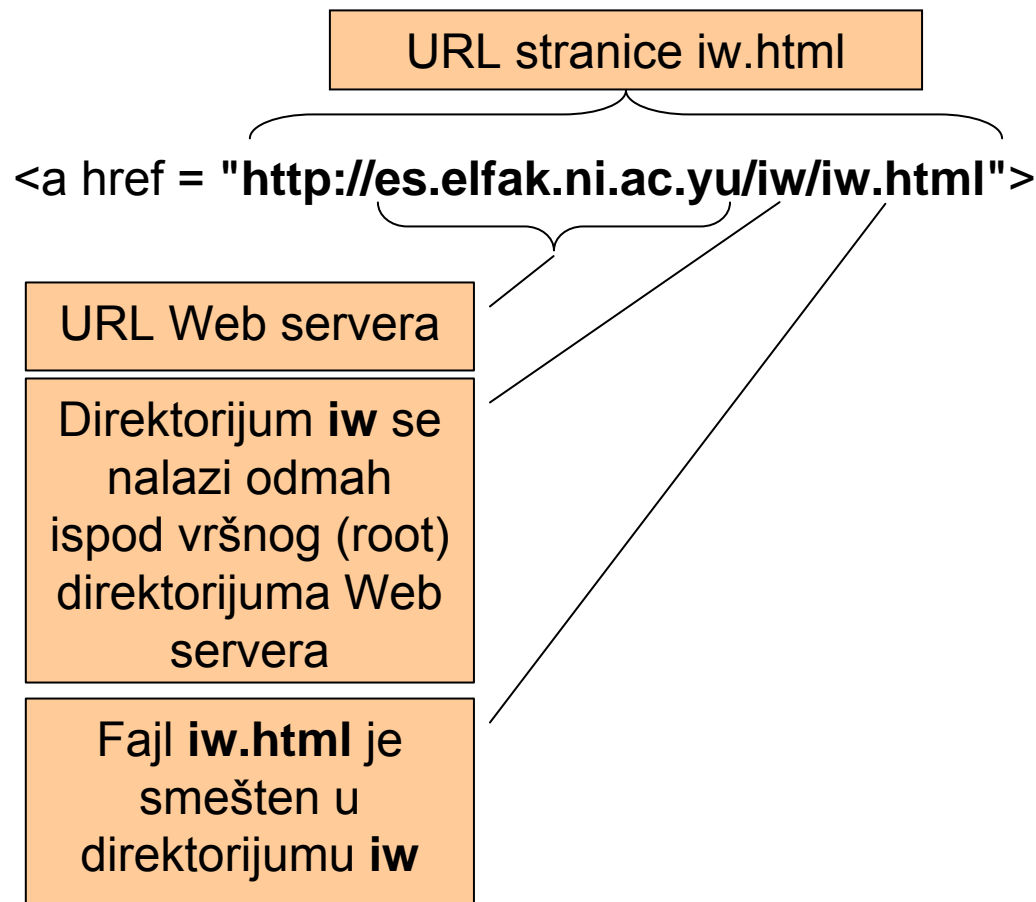 URL stranice iw.html
<a href = "http://es.elfak.ni.ac.yu/iw/iw.html">
URL Web servera
Direktorijum iw se
nalazi odmah
ispod vršnog (root)
direktorijuma Web
servera
Fajl iw.html je
smešten u
direktorijumu iw